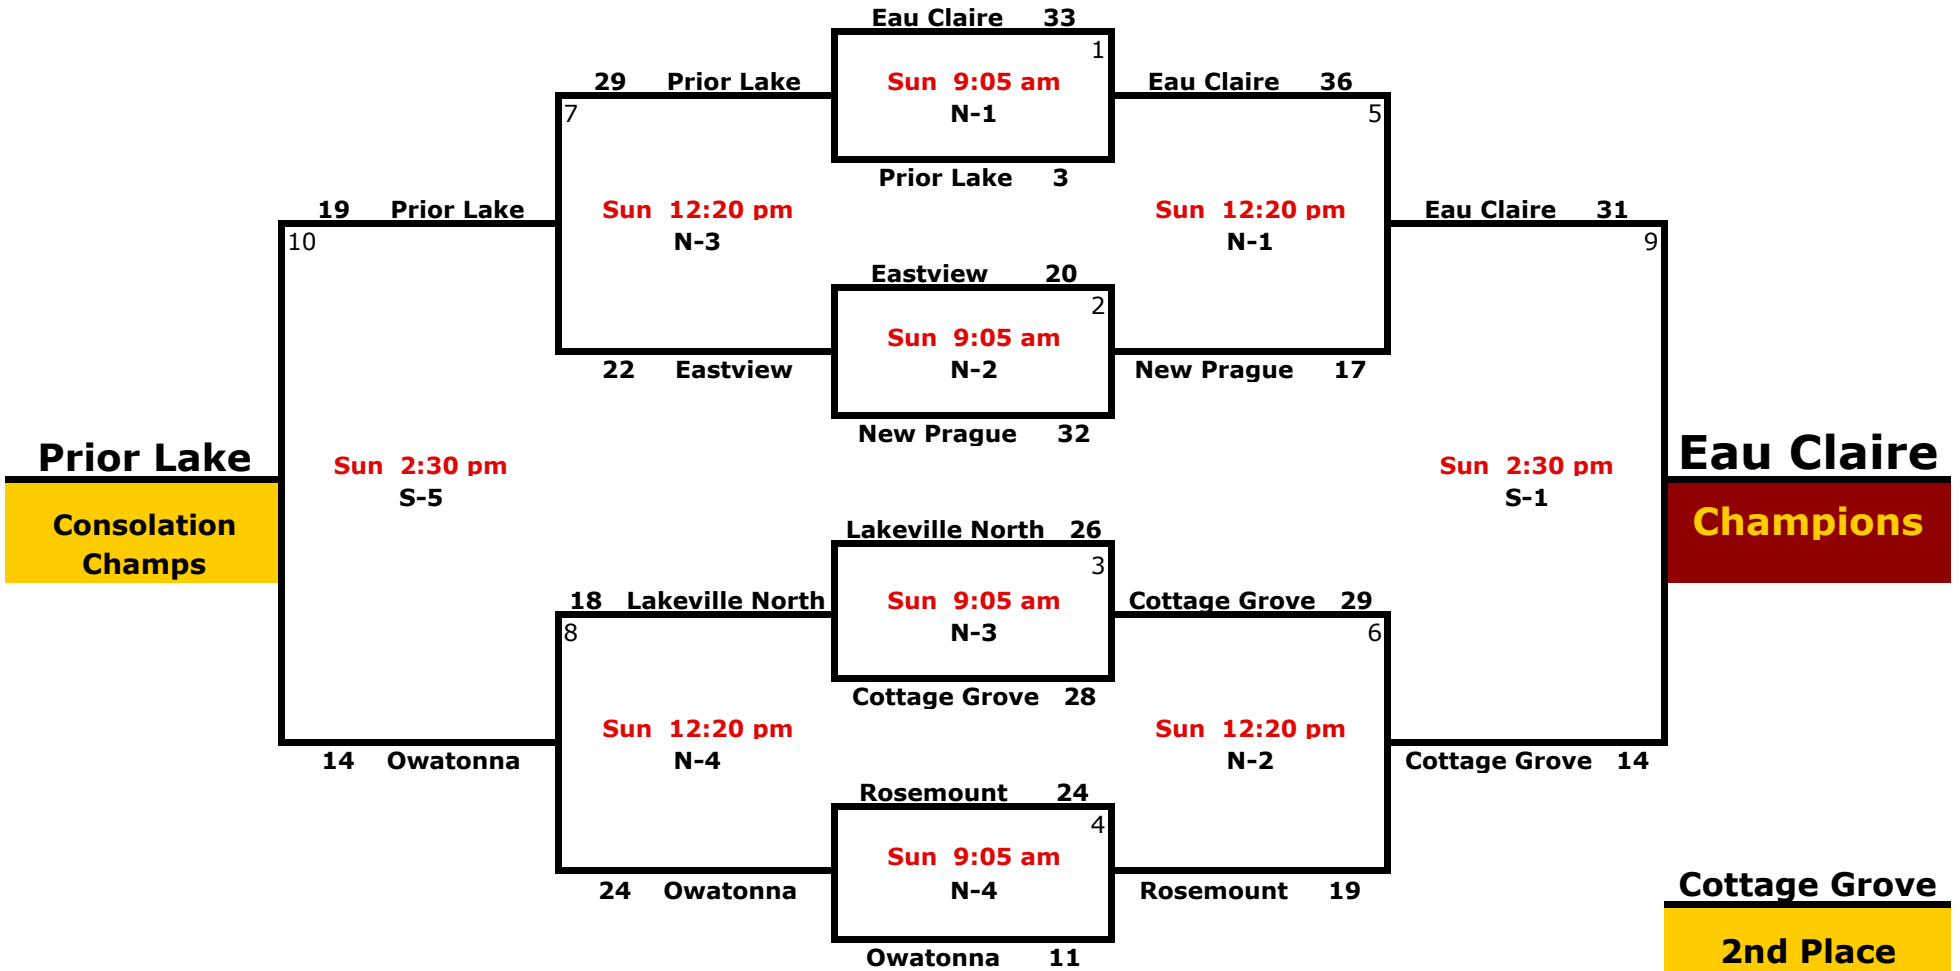 Eau Claire 33
1
29 Prior Lake
Sun 9:05 am
Eau Claire 36
7
N-1
5
Prior Lake 3
19 Prior Lake
Sun 12:20 pm
Sun 12:20 pm
Eau Claire 31
10
N-3
N-1
9
Eastview 20
2
Sun 9:05 am
22 Eastview
N-2
New Prague 17
New Prague 32
Prior Lake
Sun 2:30 pm
Sun 2:30 pm
Eau Claire
S-5
S-1
Consolation
Champs
Champions
Lakeville North 26
3
18 Lakeville North
Sun 9:05 am
Cottage Grove 29
8
N-3
6
Cottage Grove 28
Sun 12:20 pm
Sun 12:20 pm
14 Owatonna
N-4
N-2
Cottage Grove 14
Rosemount 24
4
Sun 9:05 am
24 Owatonna
N-4
Rosemount 19
Cottage Grove
2nd Place
Owatonna 11